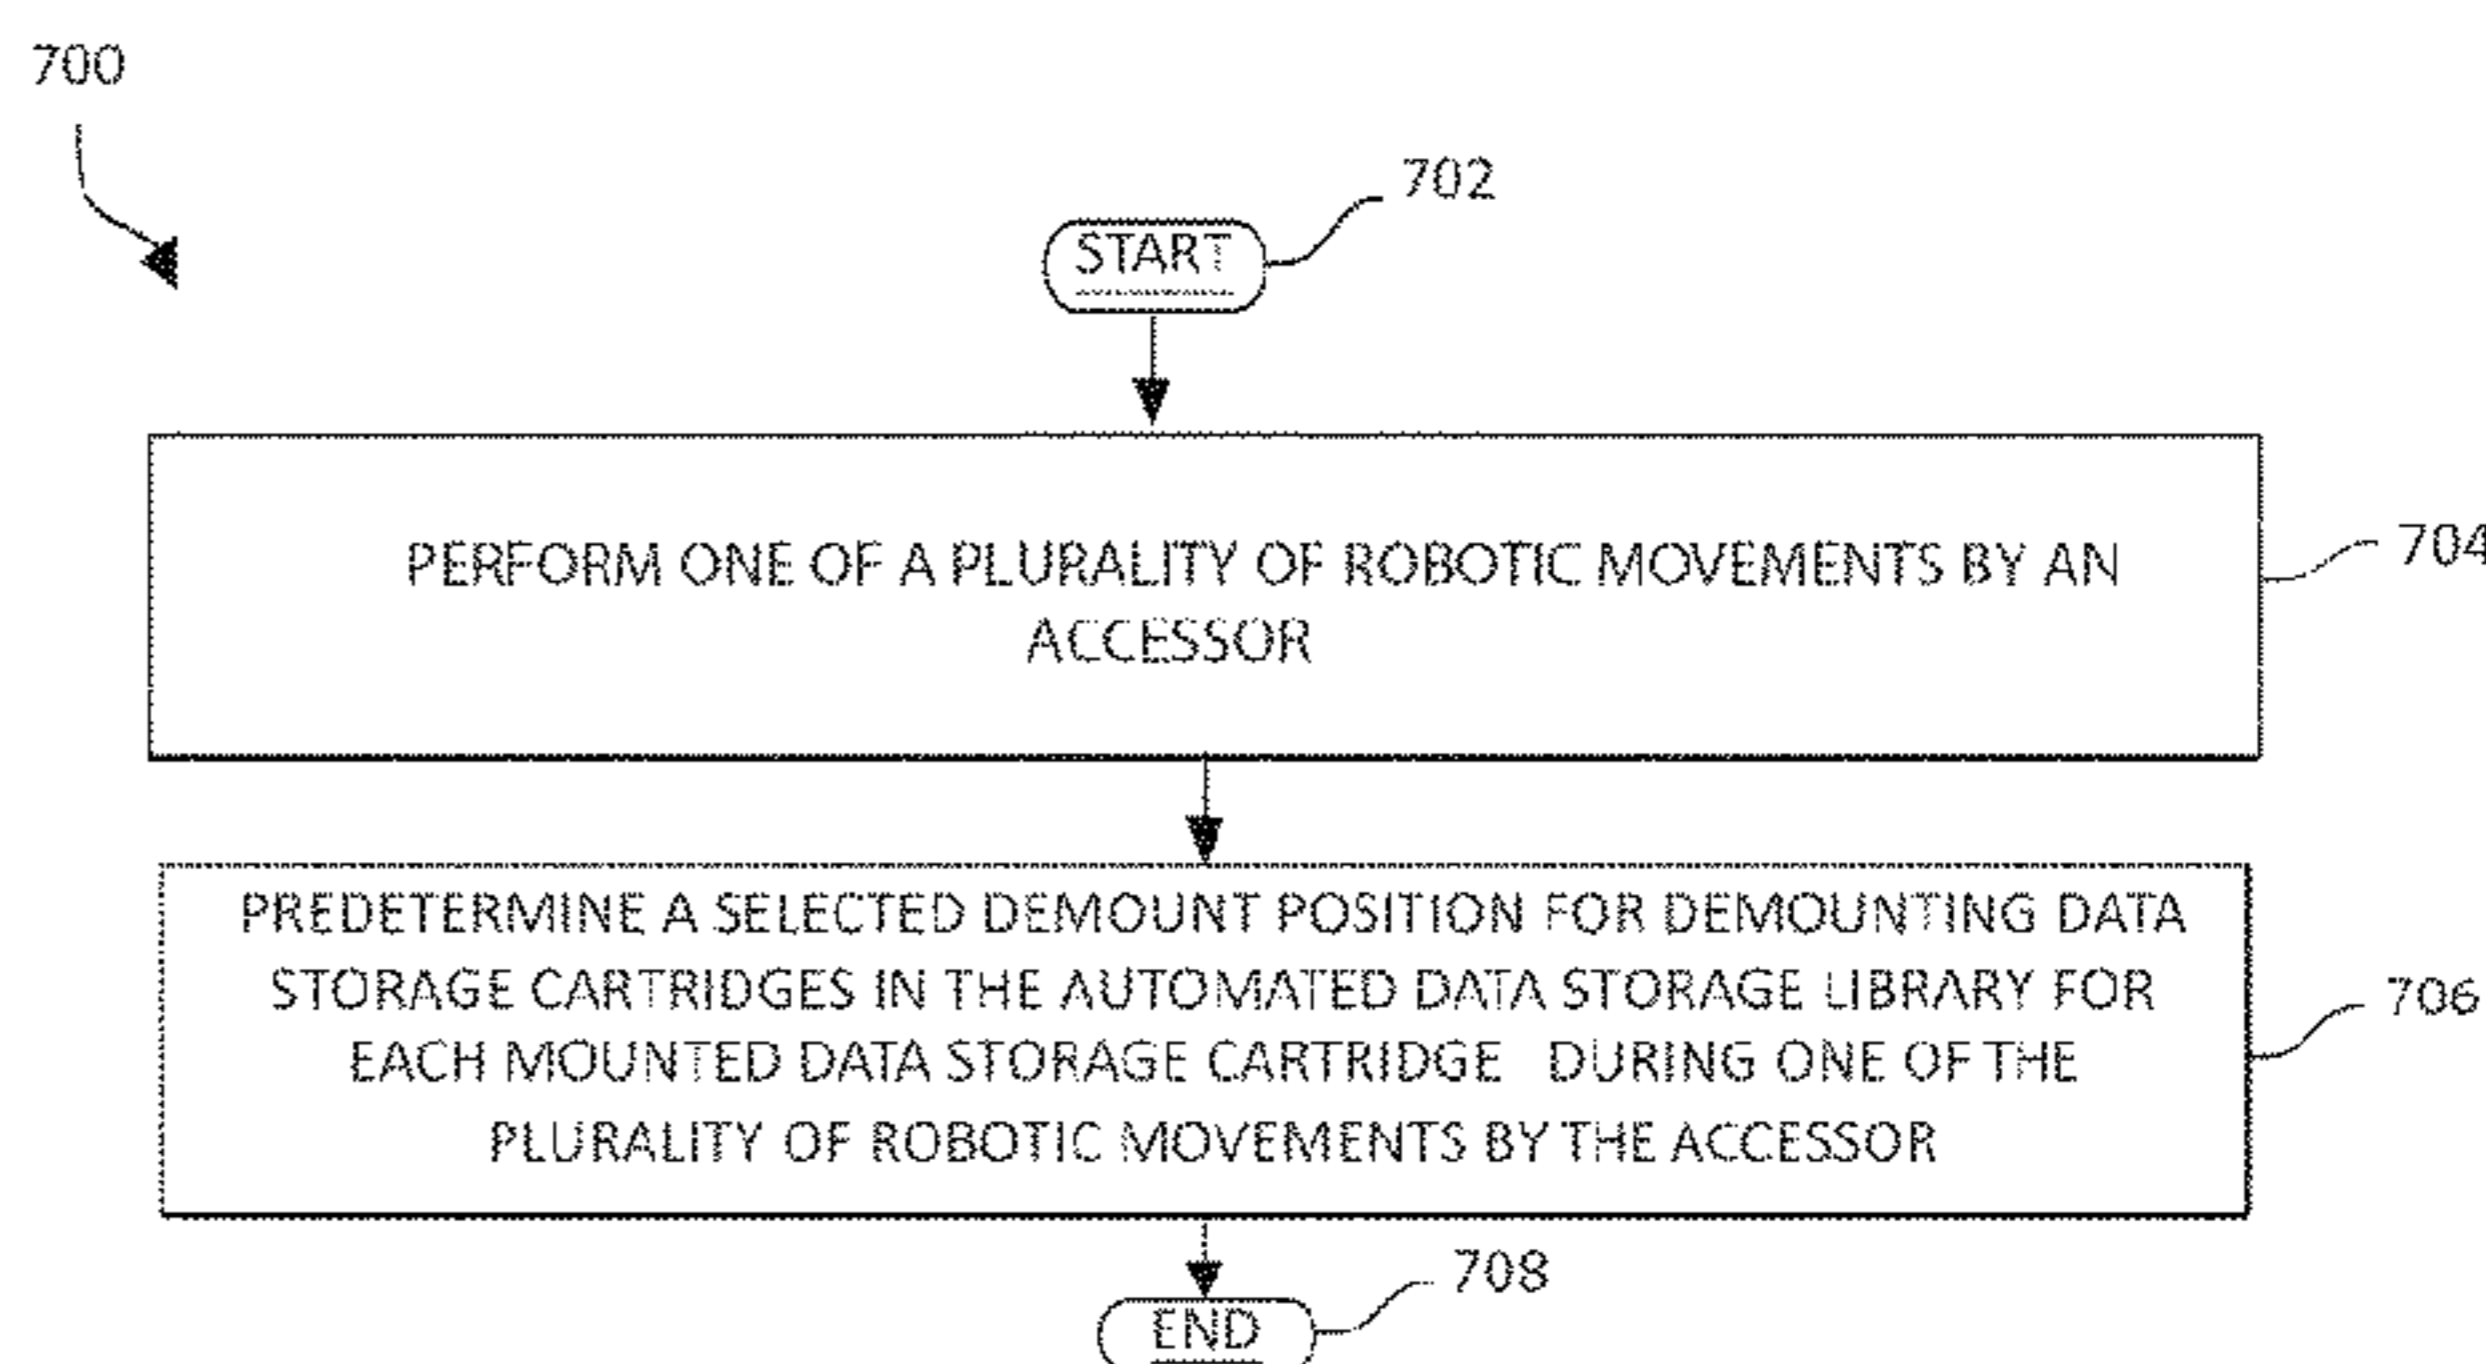 700
702
START
PERFORM ONE OF A PLURALITY OF ROBOTIC MOVEMENTS BY AN
ACCESSOR
704
PREDETERMINE A SELECTED DEMOUNT POSITION FOR DEMOUNTING DATA
STORAGE CARTRIDGES IN THE AUTOMATED DATA STORAGE LIBRARY FOR
EACH MOUNTED DATA STORAGE CARTRIDGE DURING ONE OF THE
PLURALITY OF ROBOTIC MOVEMENTS BY THE ACCESSOR
706
708
END